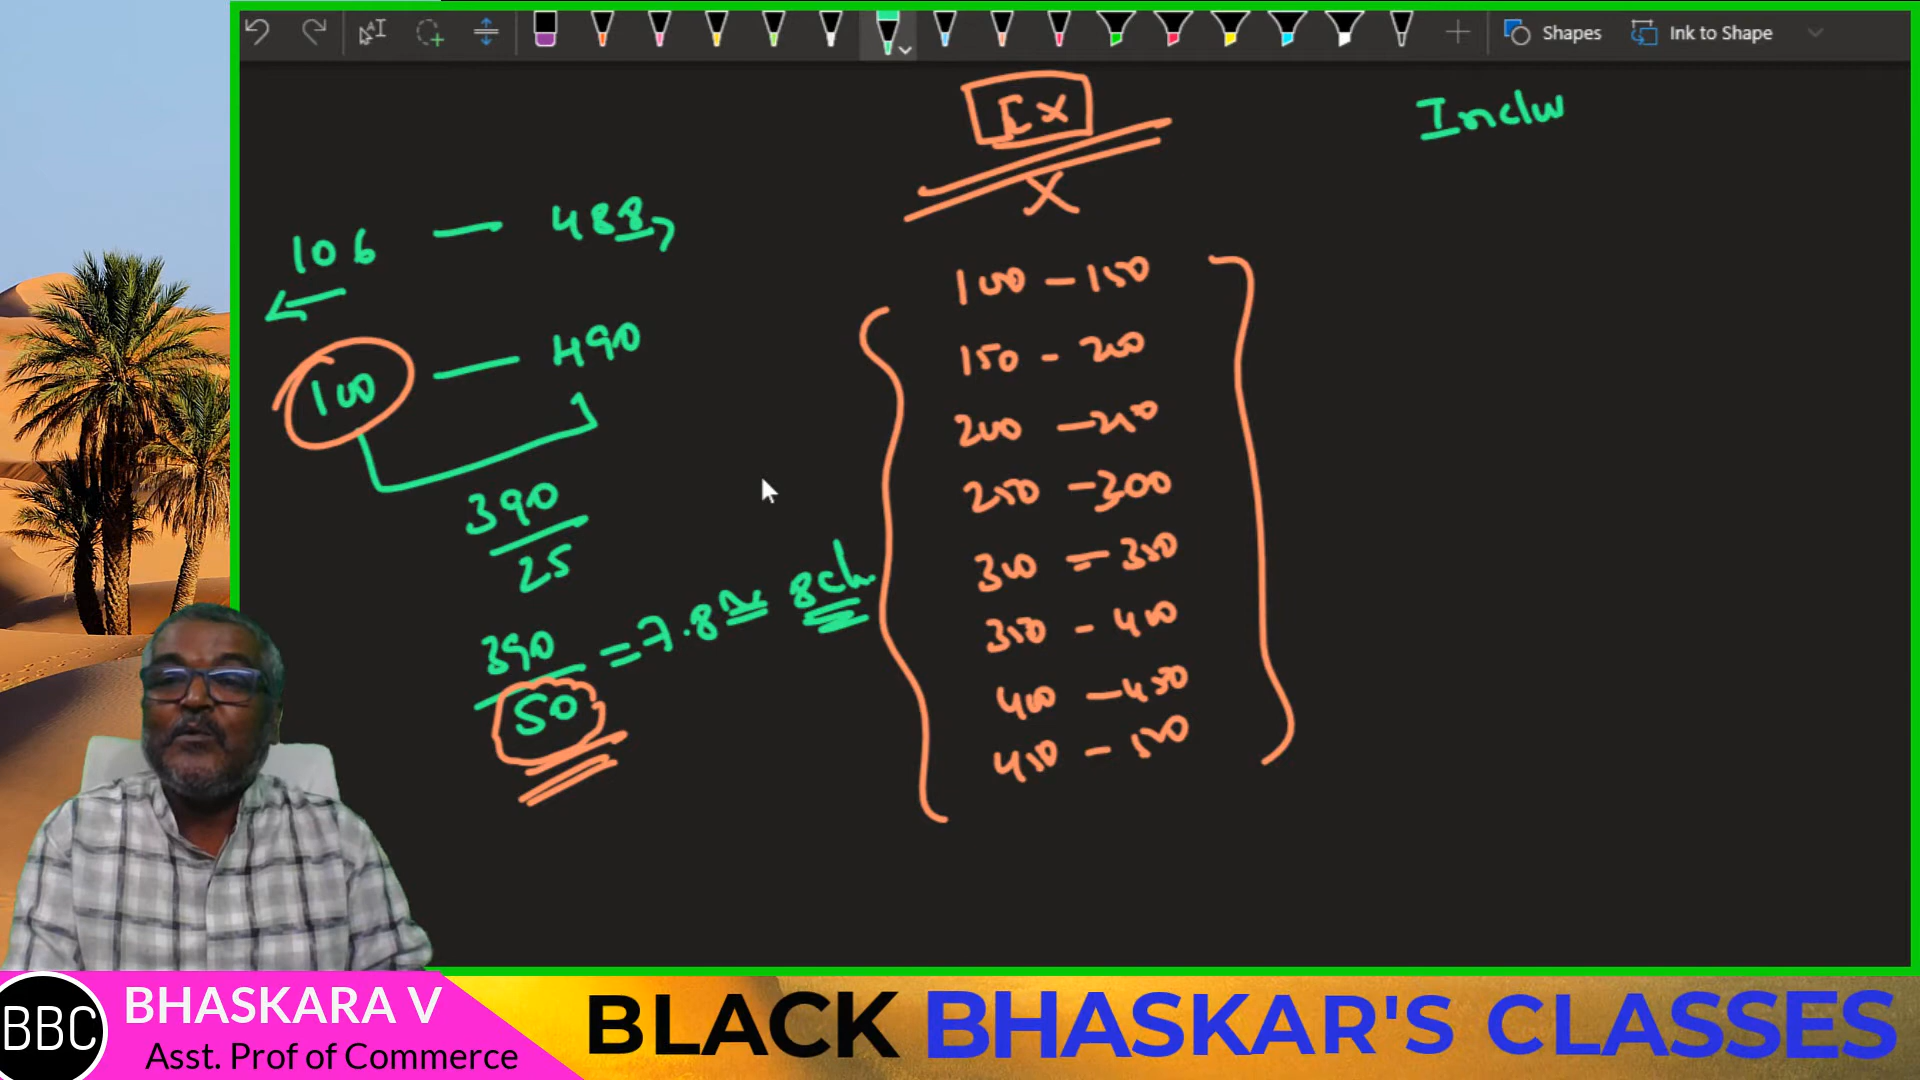 Shapes
Ink to Shape
Ex
X
Inclu
106 — 488,
100 — 490
390
25
390
50
= 7.8 ≅ 8 ch
100 - 150
150 - 200
200 - 250
250 - 300
300 = 350
350 - 400
400 - 450
450 - 500
BBC
BHASKARA V
Asst. Prof of Commerce
BLACK BHASKAR'S CLASSES